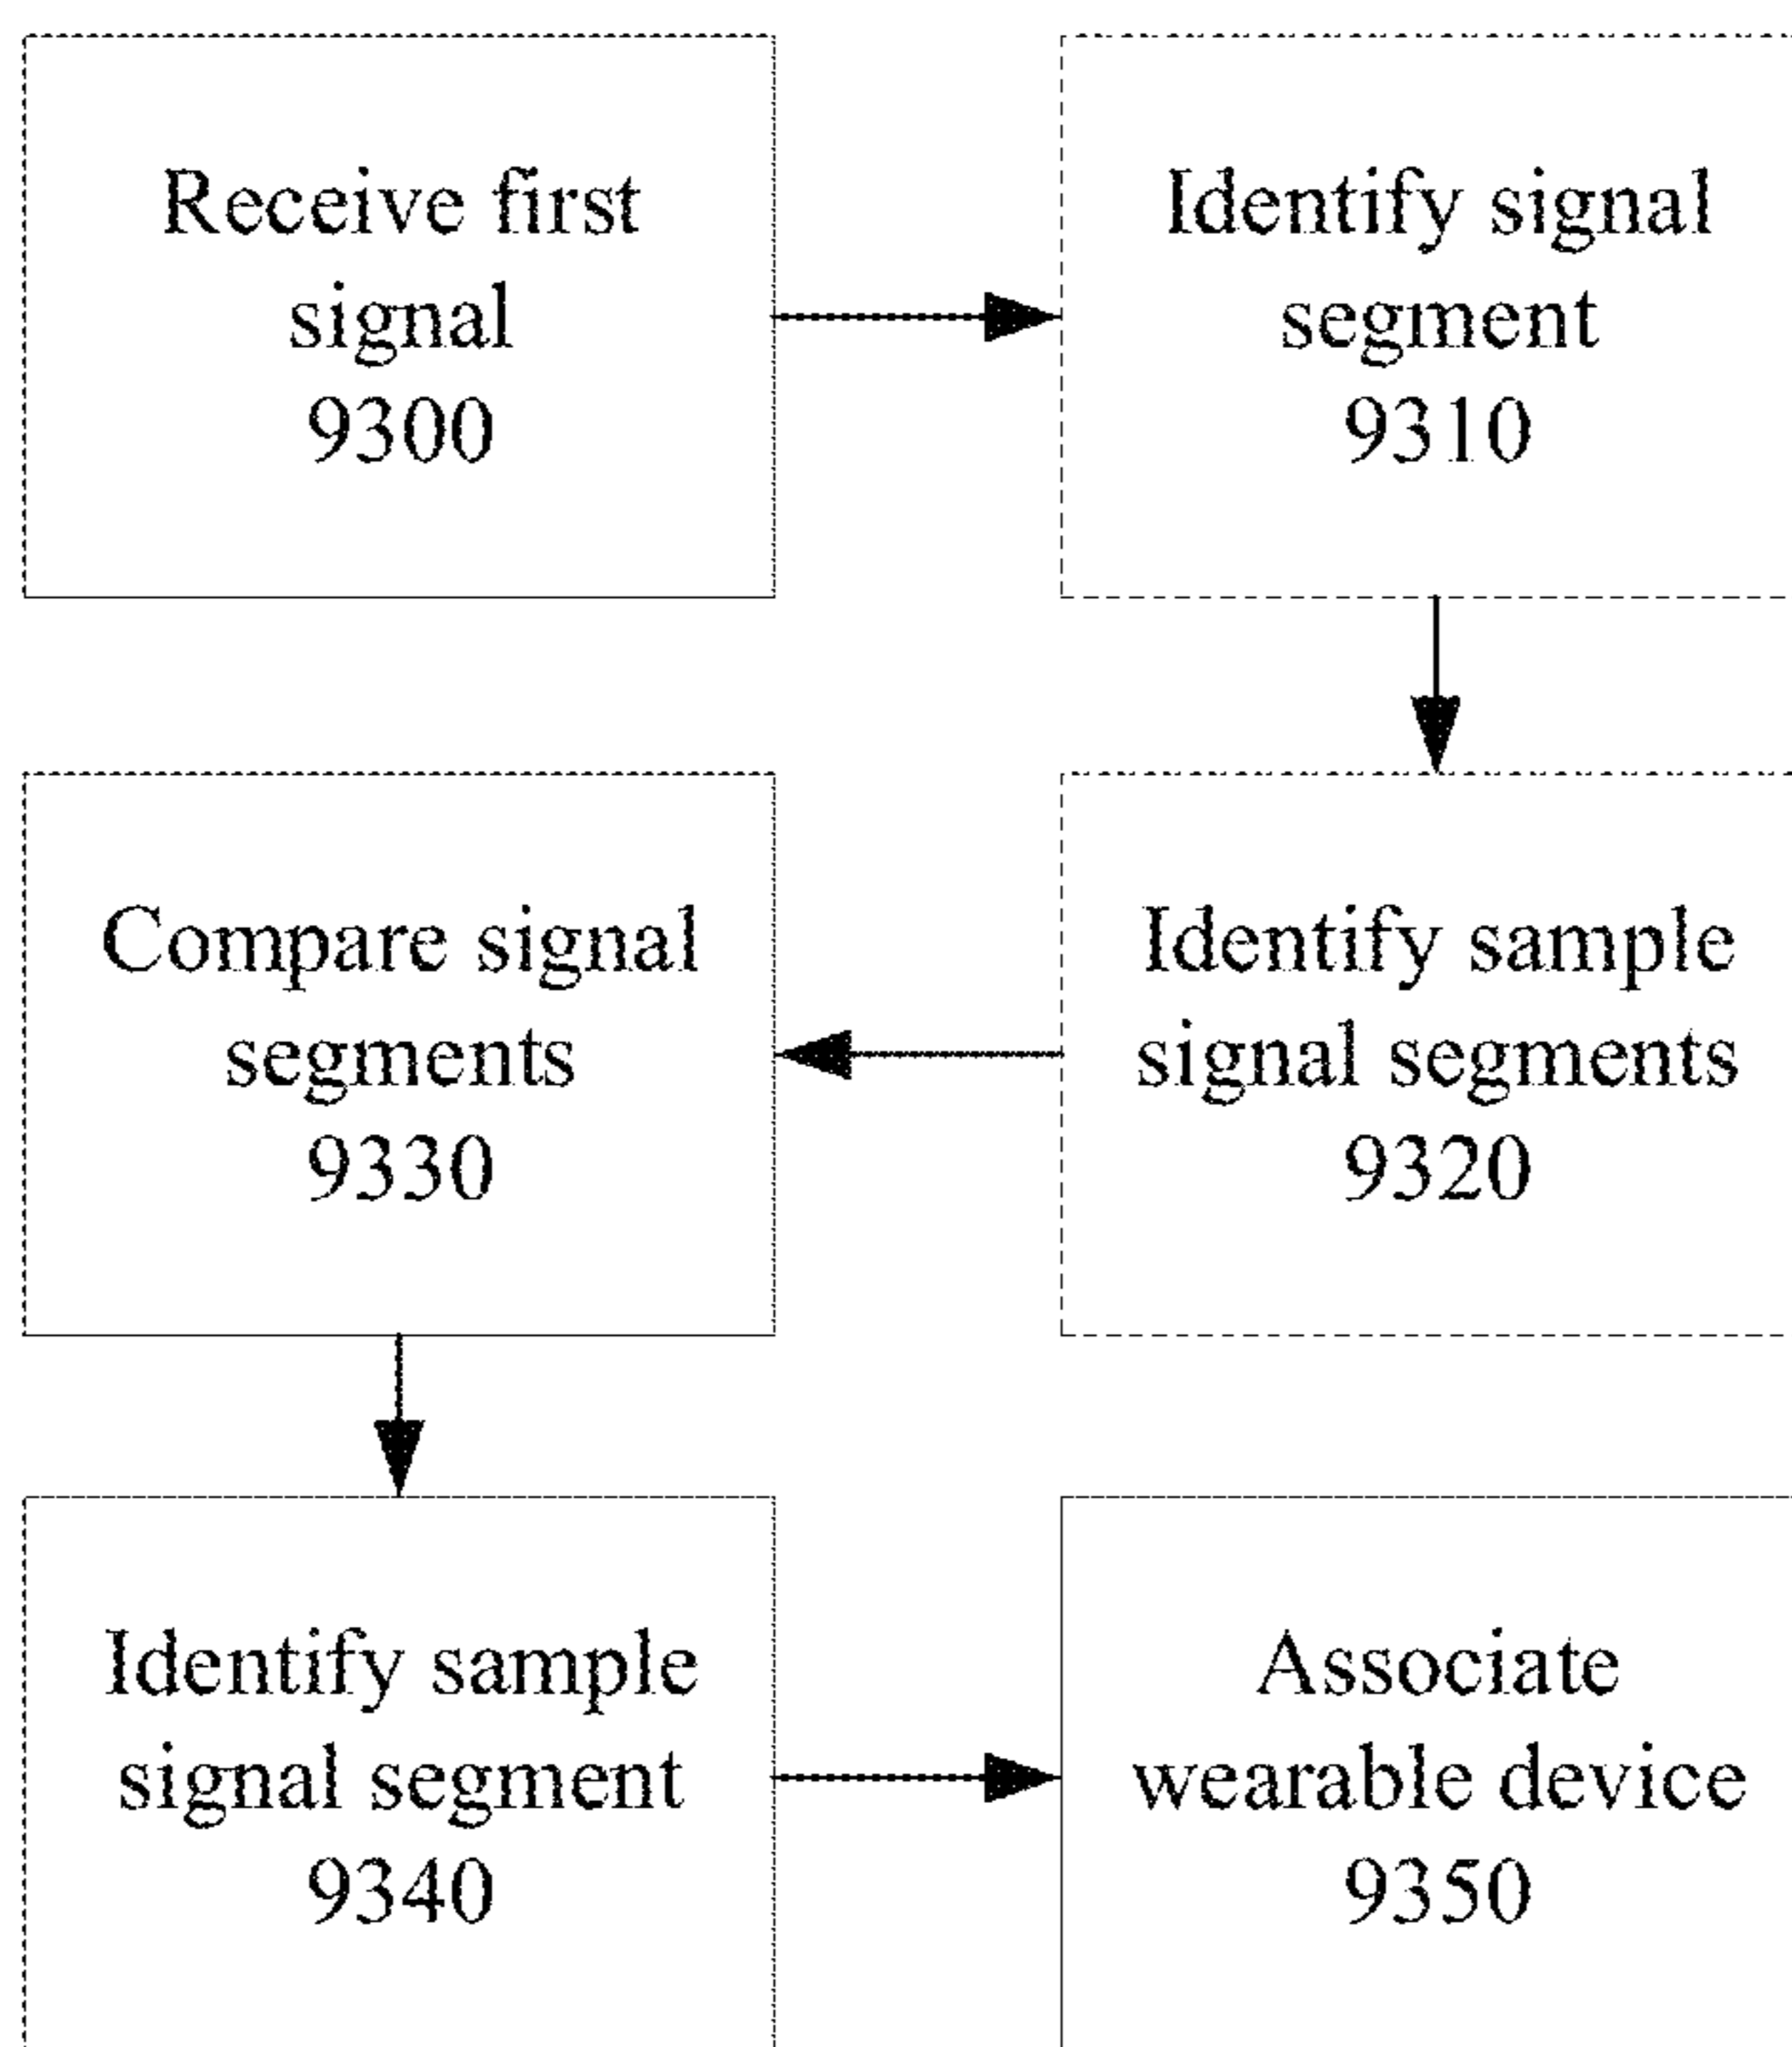 Receive first
signal
9300
Identify signal
segment
9310
Identify sample
signal segments
9320
Compare signal
segments
9330
Identify sample
signal segment
9340
Associate
wearable device
9350